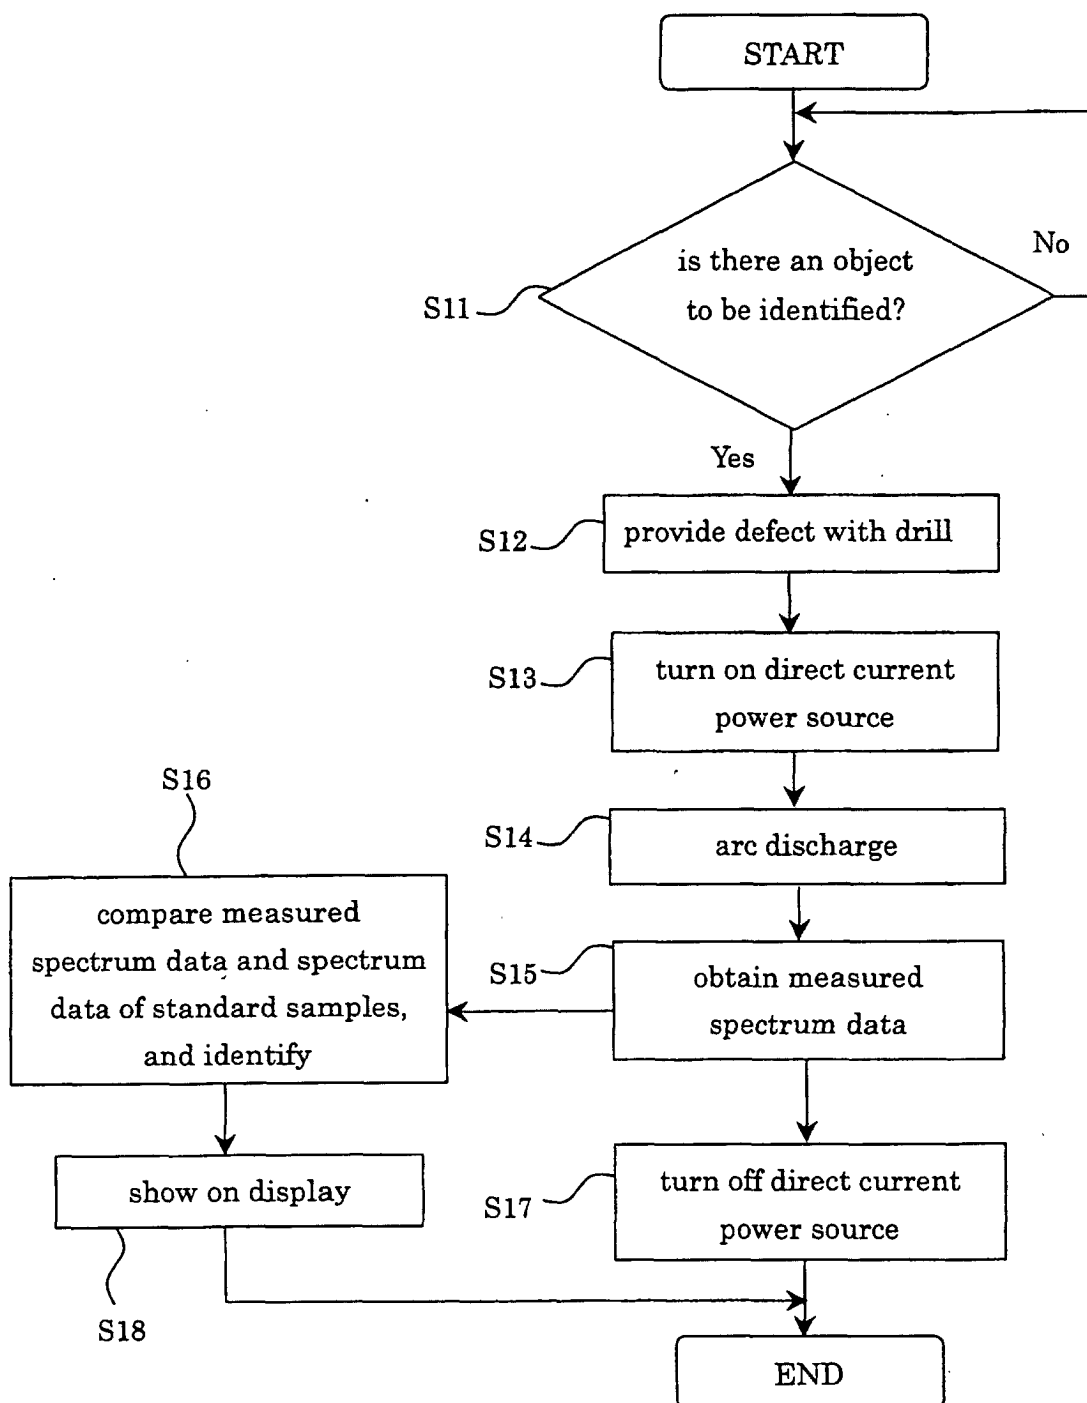 START
is there an object
to be identified?
No
S11
Yes
S12
provide defect with drill
S13
turn on direct current
power source
S14
arc discharge
S15
obtain measured
spectrum data
S16
compare measured
spectrum data and spectrum
data of standard samples,
and identify
S17
turn off direct current
power source
show on display
S18
END